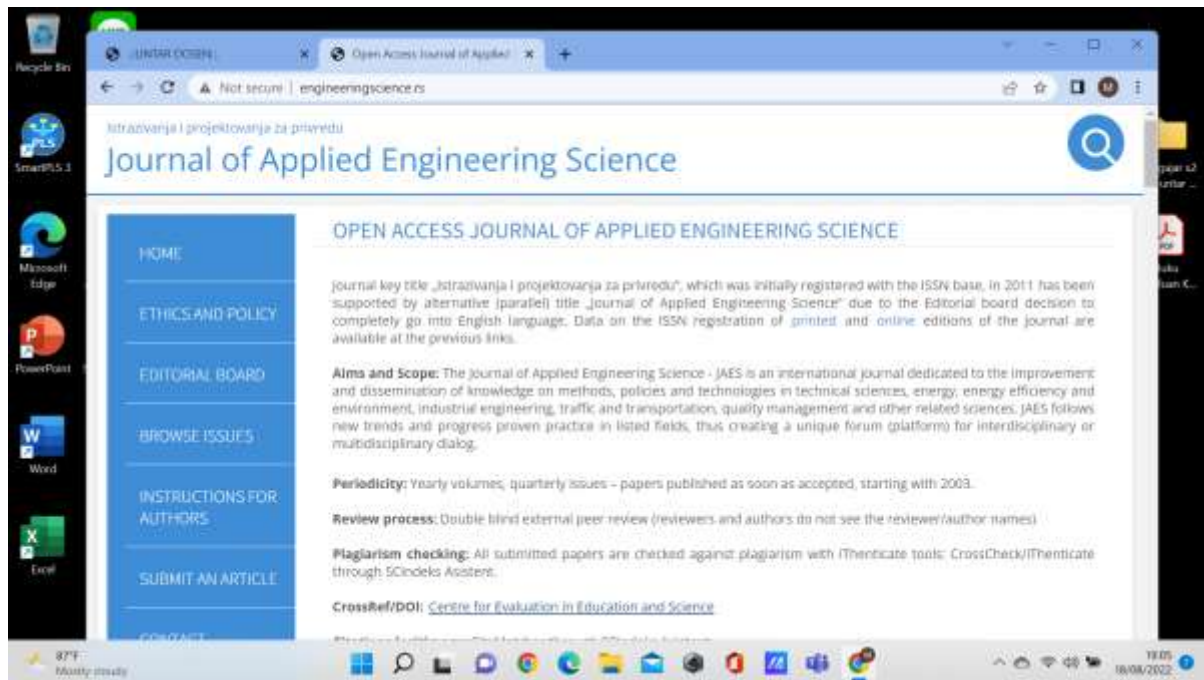 Recycle Bin
UNTAR DOSEN
Open Access Journal of Applied
Not secure | engineeringscience.rs
SmartPLS 3
Microsoft
Edge
PowerPoint
Word
Excel
Istrazivanja i projektovanja za privredu
Journal of Applied Engineering Science
HOME
ETHICS AND POLICY
EDITORIAL BOARD
BROWSE ISSUES
INSTRUCTIONS FOR
AUTHORS
SUBMIT AN ARTICLE
CONTACT
OPEN ACCESS JOURNAL OF APPLIED ENGINEERING SCIENCE
Journal key title „Istrazivanja i projektovanja za privredu", which was initially registered with the ISSN base, in 2011 has been
supported by alternative (parallel) title „Journal of Applied Engineering Science" due to the Editorial board decision to
completely go into English language. Data on the ISSN registration of printed and online editions of the journal are
available at the previous links.
Aims and Scope: The Journal of Applied Engineering Science - JAES is an international journal dedicated to the improvement
and dissemination of knowledge on methods, policies and technologies in technical sciences, energy, energy efficiency and
environment, industrial engineering, traffic and transportation, quality management and other related sciences. JAES follows
new trends and progress proven practice in listed fields, thus creating a unique forum (platform) for interdisciplinary or
multidisciplinary dialog.
Periodicity: Yearly volumes, quarterly issues – papers published as soon as accepted, starting with 2003.
Review process: Double blind external peer review (reviewers and authors do not see the reviewer/author names)
Plagiarism checking: All submitted papers are checked against plagiarism with iThenticate tools: CrossCheck/iThenticate
through SCIndeks Asistere.
CrossRef/DOI: Centre for Evaluation in Education and Science
87°F
Mostly cloudy
18/08/2022